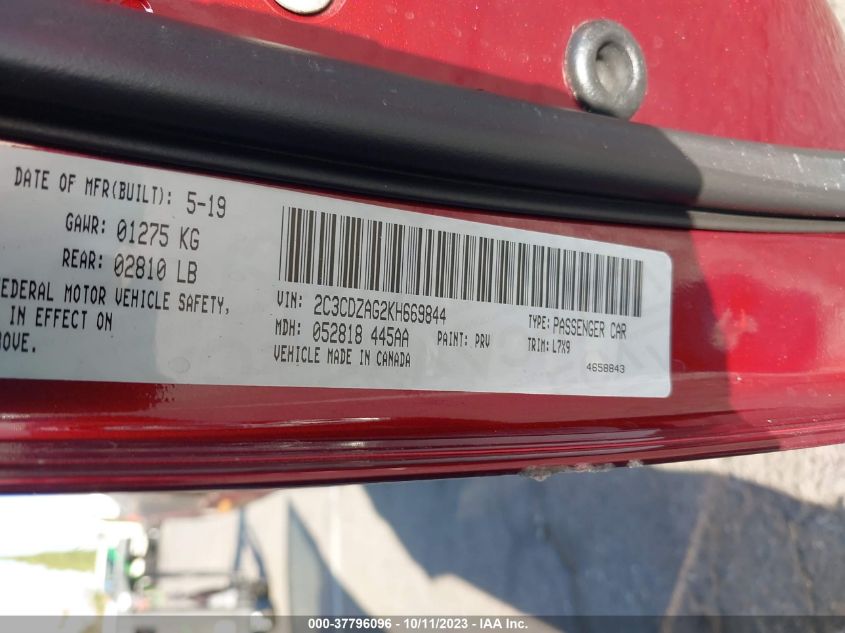 DATE OF MFR(BUILT): 5-19
GAWR: 01275 KG
REAR: 02810 LB
EDERAL MOTOR VEHICLE SAFETY,
IN EFFECT ON
OVE.
VIN: 2C3CDZAG2KH669844
TYPE: PASSENGER CAR
MDH: 052818 445AA
PAINT: PRV
TRIM: L7X9
VEHICLE MADE IN CANADA
4658843
000-37796096 - 10/11/2023 - IAA Inc.